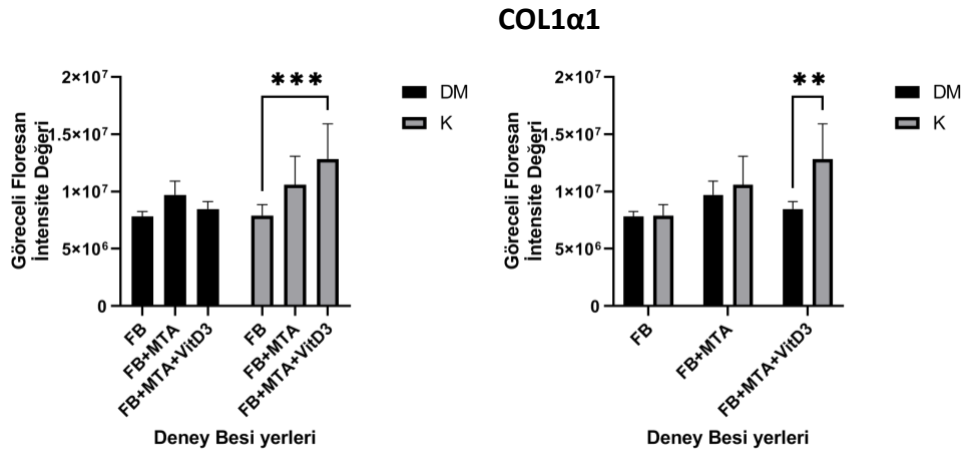 COL1α1
2×10⁷
1.5×10⁷
1×10⁷
5×10⁶
0
Göreceli Floresan
İntensite Değeri
***
DM
K
FB
FB+MTA
FB+MTA+VitD3
FB
FB+MTA
FB+MTA+VitD3
Deney Besi yerleri
2×10⁷
1.5×10⁷
1×10⁷
5×10⁶
0
Göreceli Floresan
İntensite Değeri
**
DM
K
FB
FB+MTA
FB+MTA+VitD3
Deney Besi yerleri